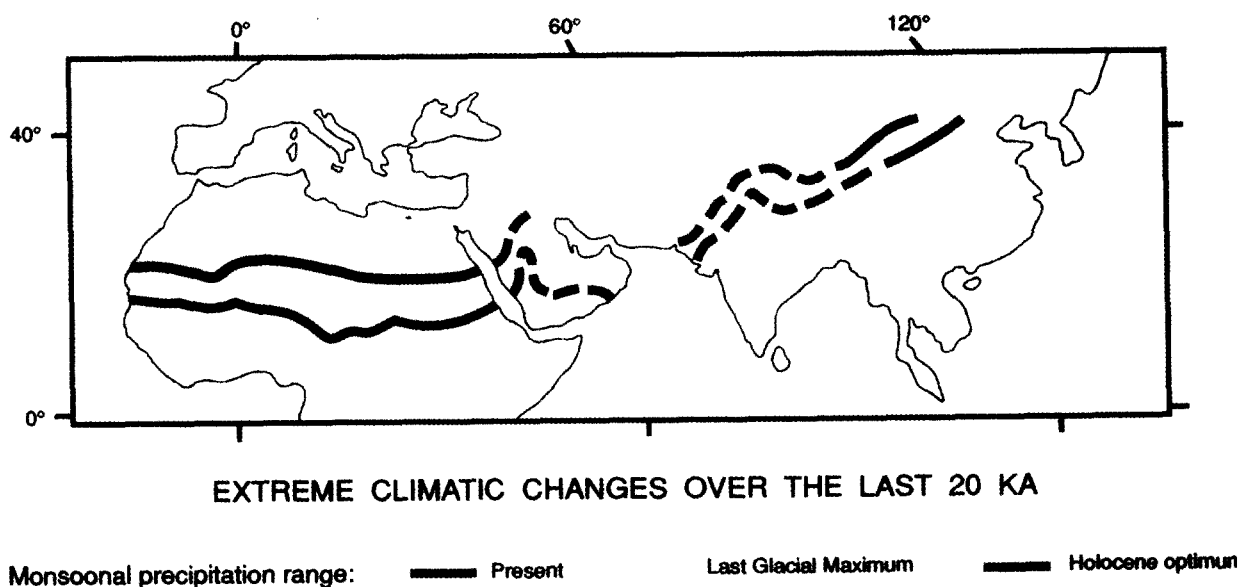 0° 60° 120°
40°
0°
EXTREME CLIMATIC CHANGES OVER THE LAST 20 KA
Monsoonal precipitation range: Present Last Glacial Maximum Holocene optimum